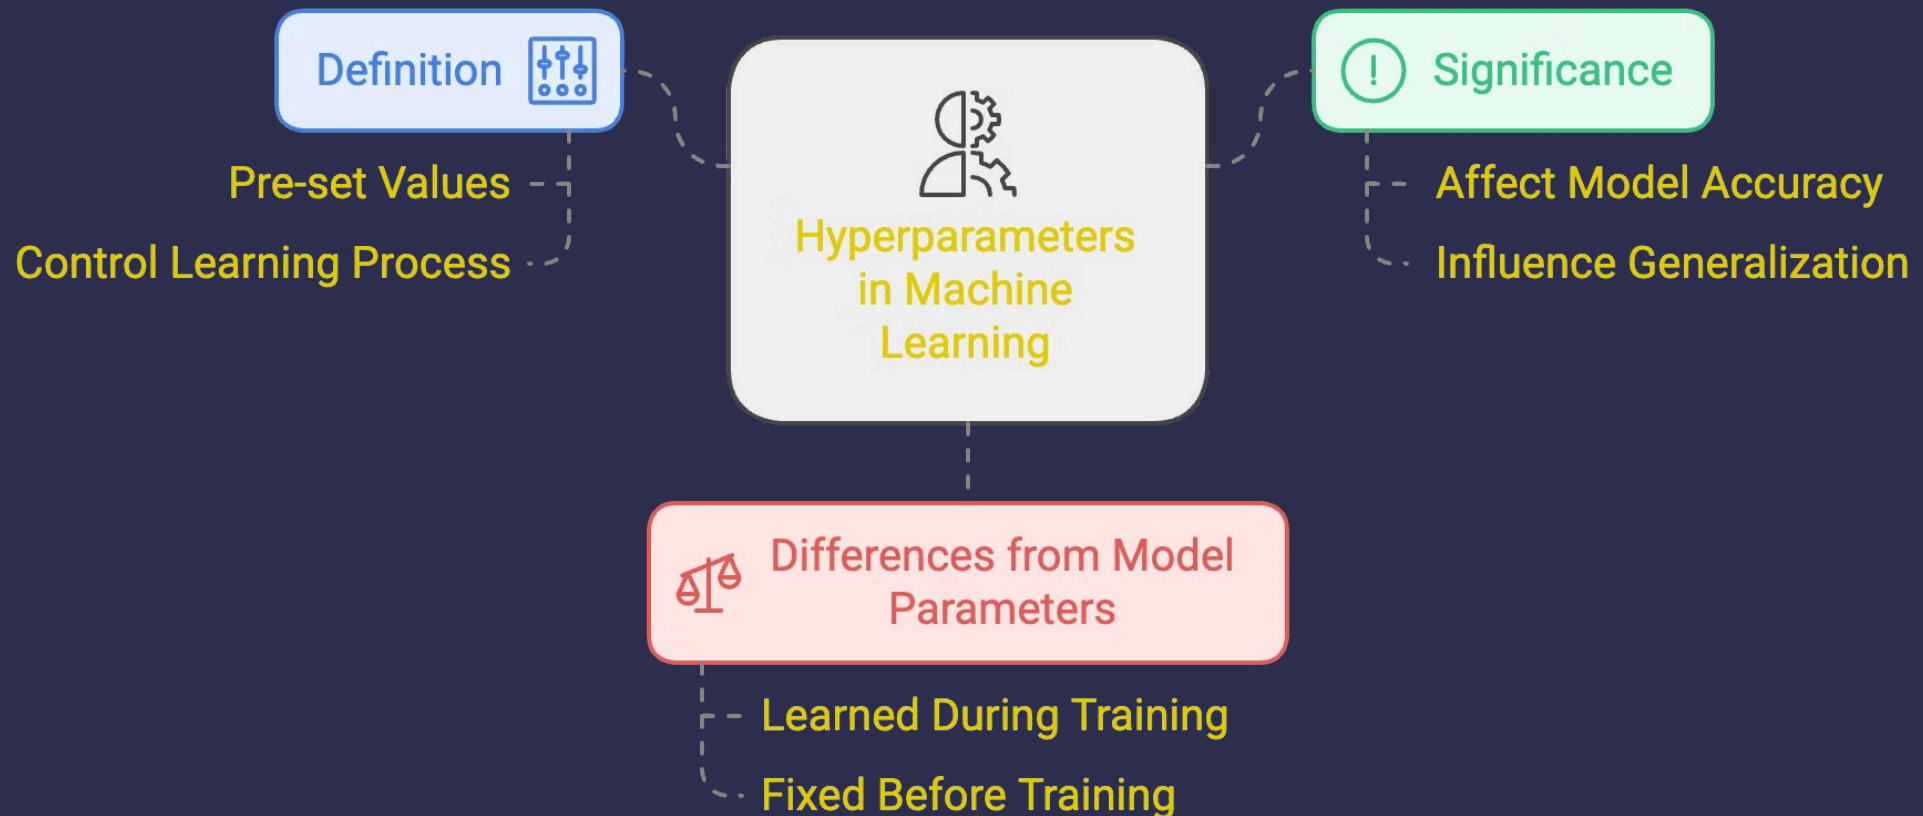 Definition
Pre-set Values
Control Learning Process
Hyperparameters
in Machine
Learning
Significance
Affect Model Accuracy
Influence Generalization
Differences from Model
Parameters
Learned During Training
Fixed Before Training